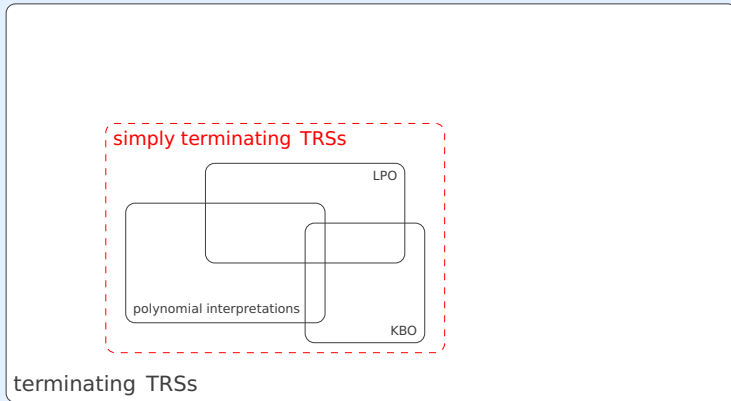 simply terminating TRSs
LPO
polynomial interpretations
KBO
terminating TRSs